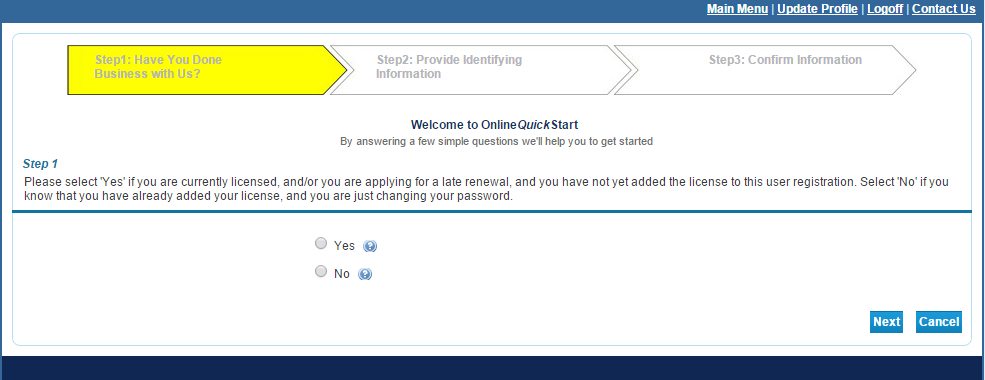 Main Menu | Update Profile | Logoff | Contact Us
Step1: Have You Done
Business with Us?
Step2: Provide Identifying
Information
Step3: Confirm Information
Welcome to OnlineQuickStart
By answering a few simple questions we'll help you to get started
Step 1
Please select 'Yes' if you are currently licensed, and/or you are applying for a late renewal, and you have not yet added the license to this user registration. Select 'No' if you
know that you have already added your license, and you are just changing your password.
Yes ?
No ?
Next Cancel